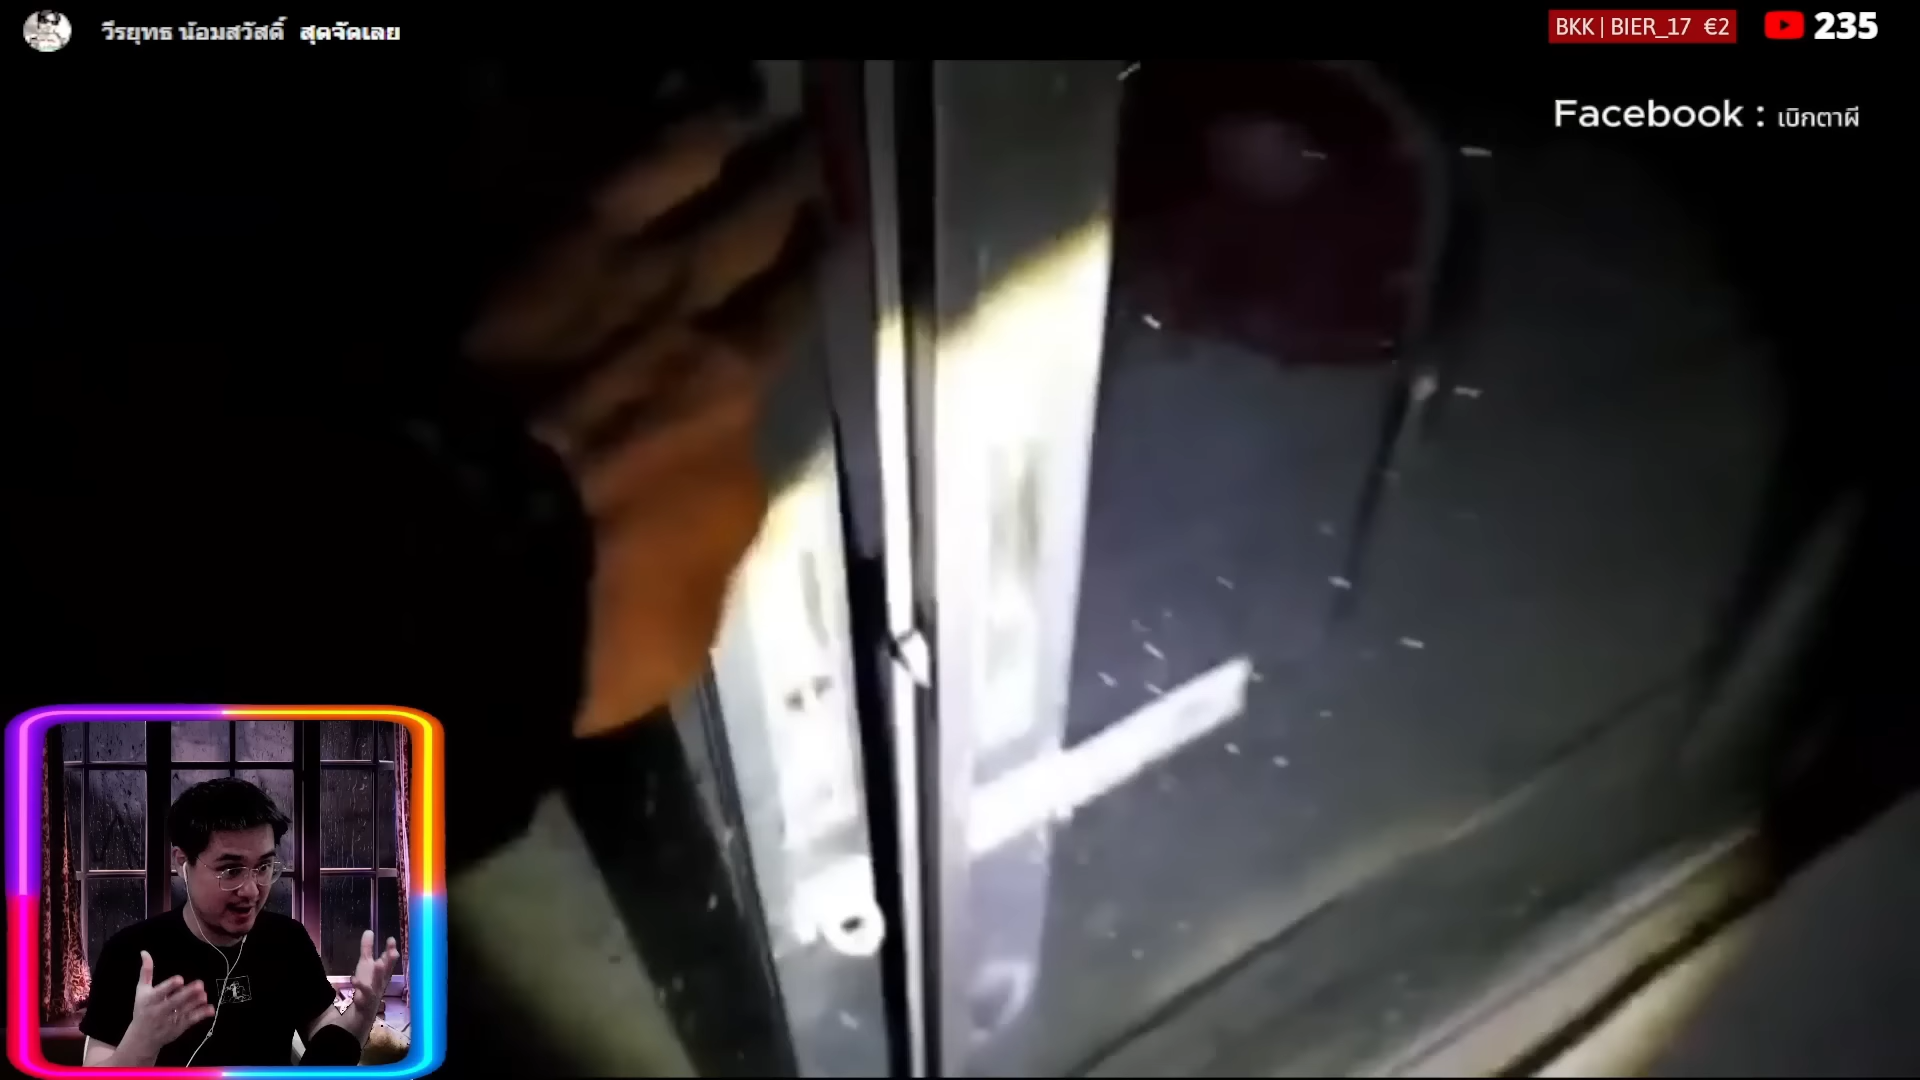 วีรยุทธ น้อมสวัสดิ์ สุดจัดเลย
BKK | BIER_17 €2
235
Facebook : เบิกตาผี